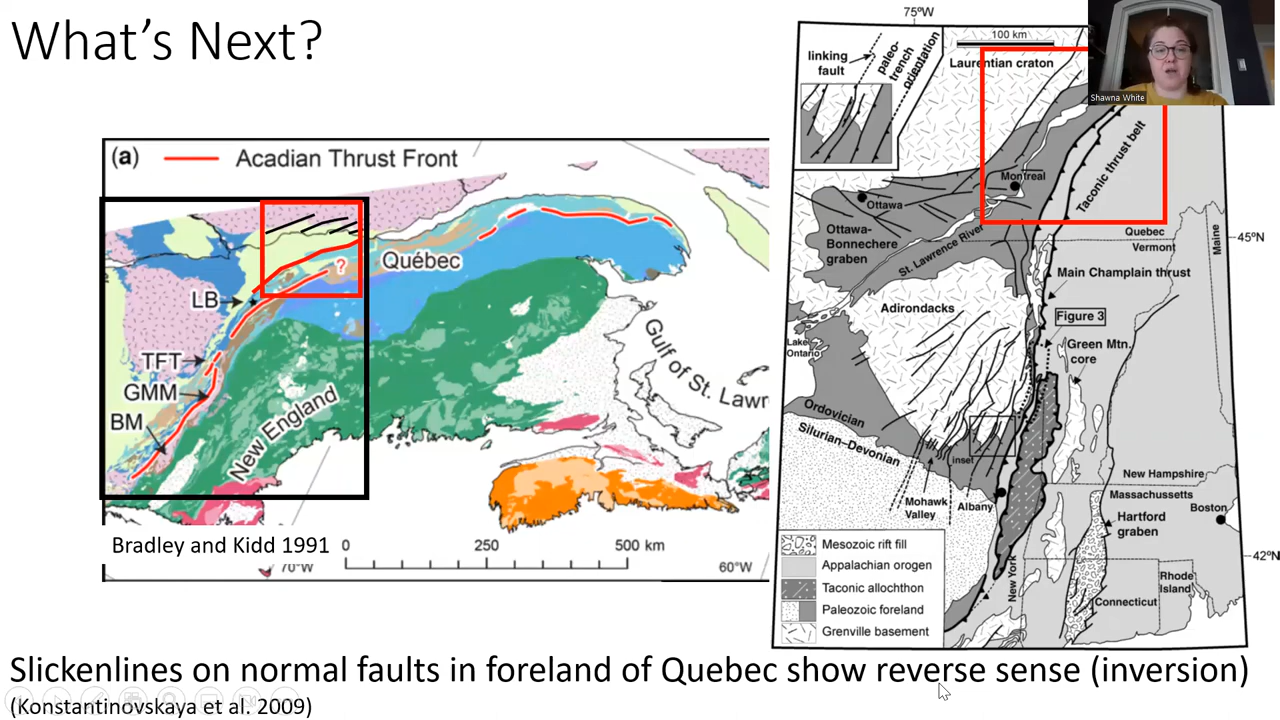 What's Next?
(a)
Acadian Thrust Front
Québec
?
LB
TFT
GMM
BM
New England
Gulf of St. Lawr
Bradley and Kidd 1991
0
250
500 km
70°W
60°W
75°W
100 km
linking
fault
paleo-
trench
orientation
Laurentian craton
Shawna White
Montreal
Taconic thrust belt
Ottawa
Ottawa-
Bonnechere
graben
St. Lawrence River
Quebec
Vermont
Maine
45°N
Main Champlain thrust
Adirondacks
Figure 3
Green Mtn.
core
Lake
Ontario
Ordovician
Silurian-Devonian
inset
Mohawk
Valley
Albany
New Hampshire
Massachusetts
Boston
Hartford
graben
42°N
New York
Rhode
Island
Connecticut
Mesozoic rift fill
Appalachian orogen
Taconic allochthon
Paleozoic foreland
Grenville basement
Slickenlines on normal faults in foreland of Quebec show reverse sense (inversion)
(Konstantinovskaya et al. 2009)